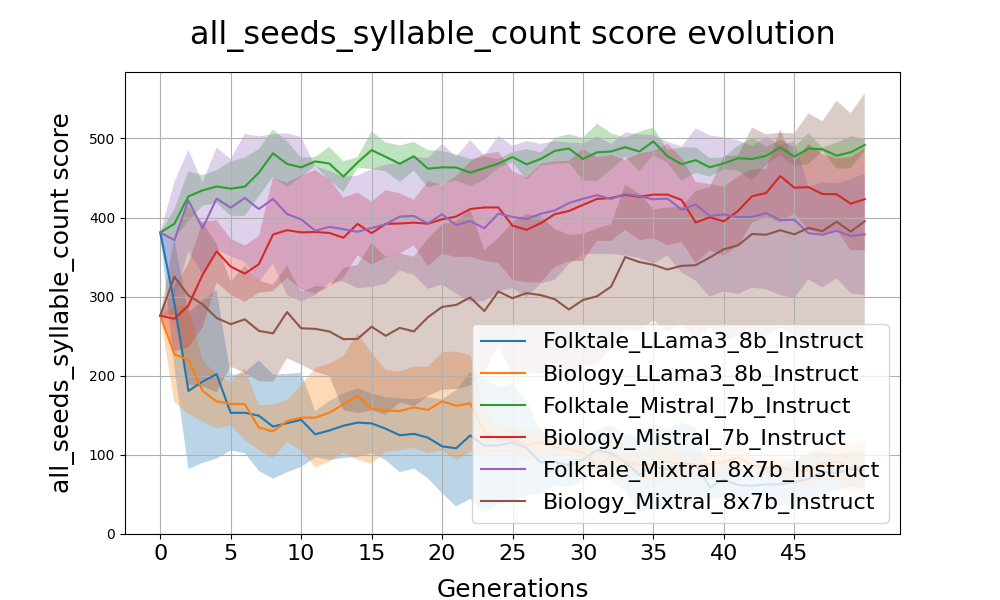 all_seeds_syllable_count score evolution
all_seeds_syllable_count score
500
400
300
200
100
0
Folktale_LLama3_8b_Instruct
Biology_LLama3_8b_Instruct
Folktale_Mistral_7b_Instruct
Biology_Mistral_7b_Instruct
Folktale_Mixtral_8x7b_Instruct
Biology_Mixtral_8x7b_Instruct
0 5 10 15 20 25 30 35 40 45
Generations